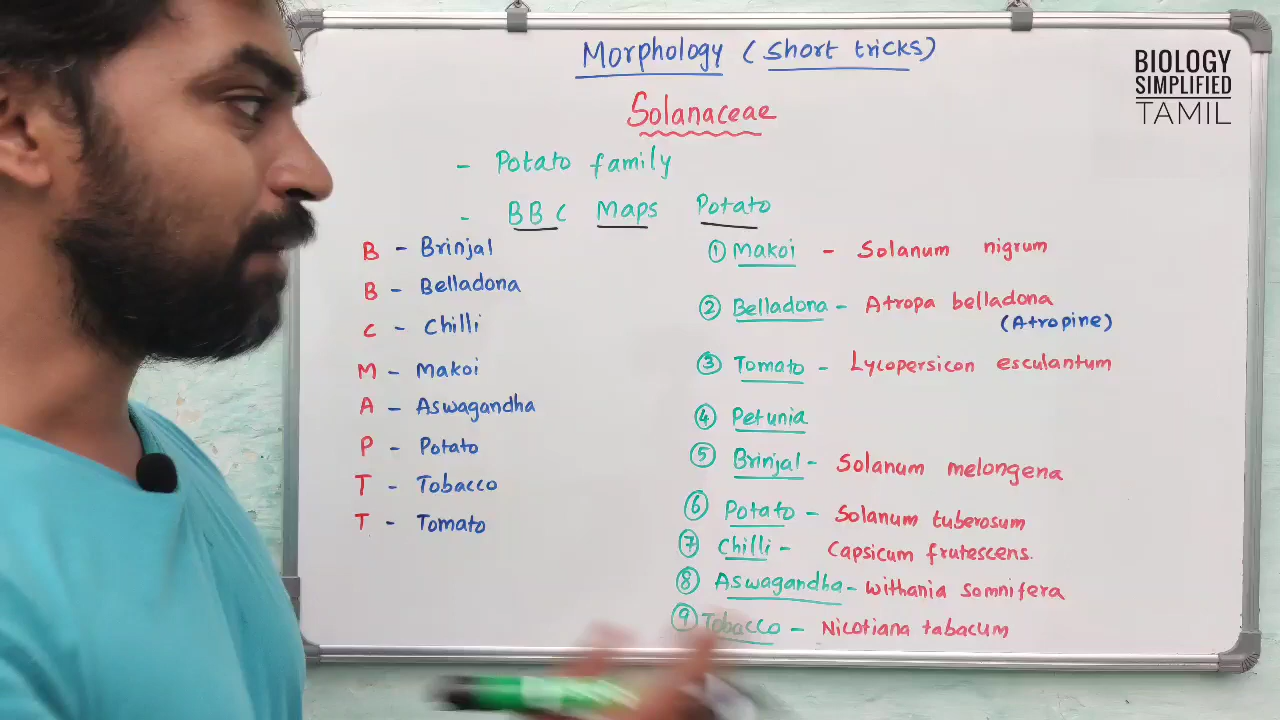 Morphology (short tricks)
BIOLOGY
SIMPLIFIED
TAMIL
Solanaceae
- Potato family
- BBC Maps Potato
B - Brinjal
B - Belladona
C - Chilli
M - Makoi
A - Aswagandha
P - Potato
T - Tobacco
T - Tomato
① Makoi - Solanum nigrum
② Belladona - Atropa belladona
(Atropine)
③ Tomato - Lycopersicon esculantum
④ Petunia
⑤ Brinjal - Solanum melongena
⑥ Potato - Solanum tuberosum
⑦ Chilli - Capsicum frutescens.
⑧ Aswagandha - Withania somnifera
⑨ Tobacco - Nicotiana tabacum